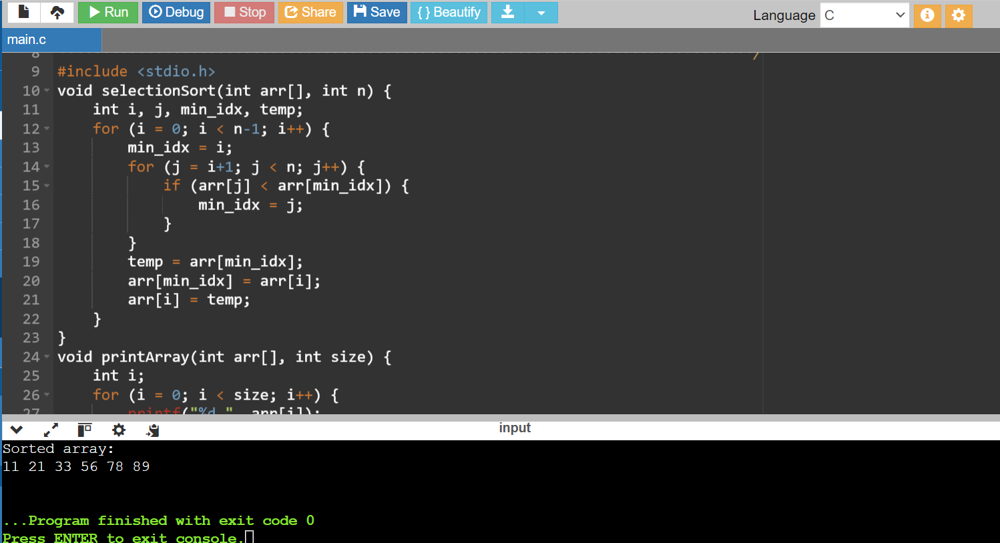 Run Debug Stop Share Save { } Beautify Language C
main.c
8
9 #include <stdio.h>
10 void selectionSort(int arr[], int n) {
11     int i, j, min_idx, temp;
12     for (i = 0; i < n-1; i++) {
13         min_idx = i;
14         for (j = i+1; j < n; j++) {
15             if (arr[j] < arr[min_idx]) {
16                 min_idx = j;
17             }
18         }
19         temp = arr[min_idx];
20         arr[min_idx] = arr[i];
21         arr[i] = temp;
22     }
23 }
24 void printArray(int arr[], int size) {
25     int i;
26     for (i = 0; i < size; i++) {
27         printf("%d ", arr[i]);
input
Sorted array:
11 21 33 56 78 89
...Program finished with exit code 0
Press ENTER to exit console.